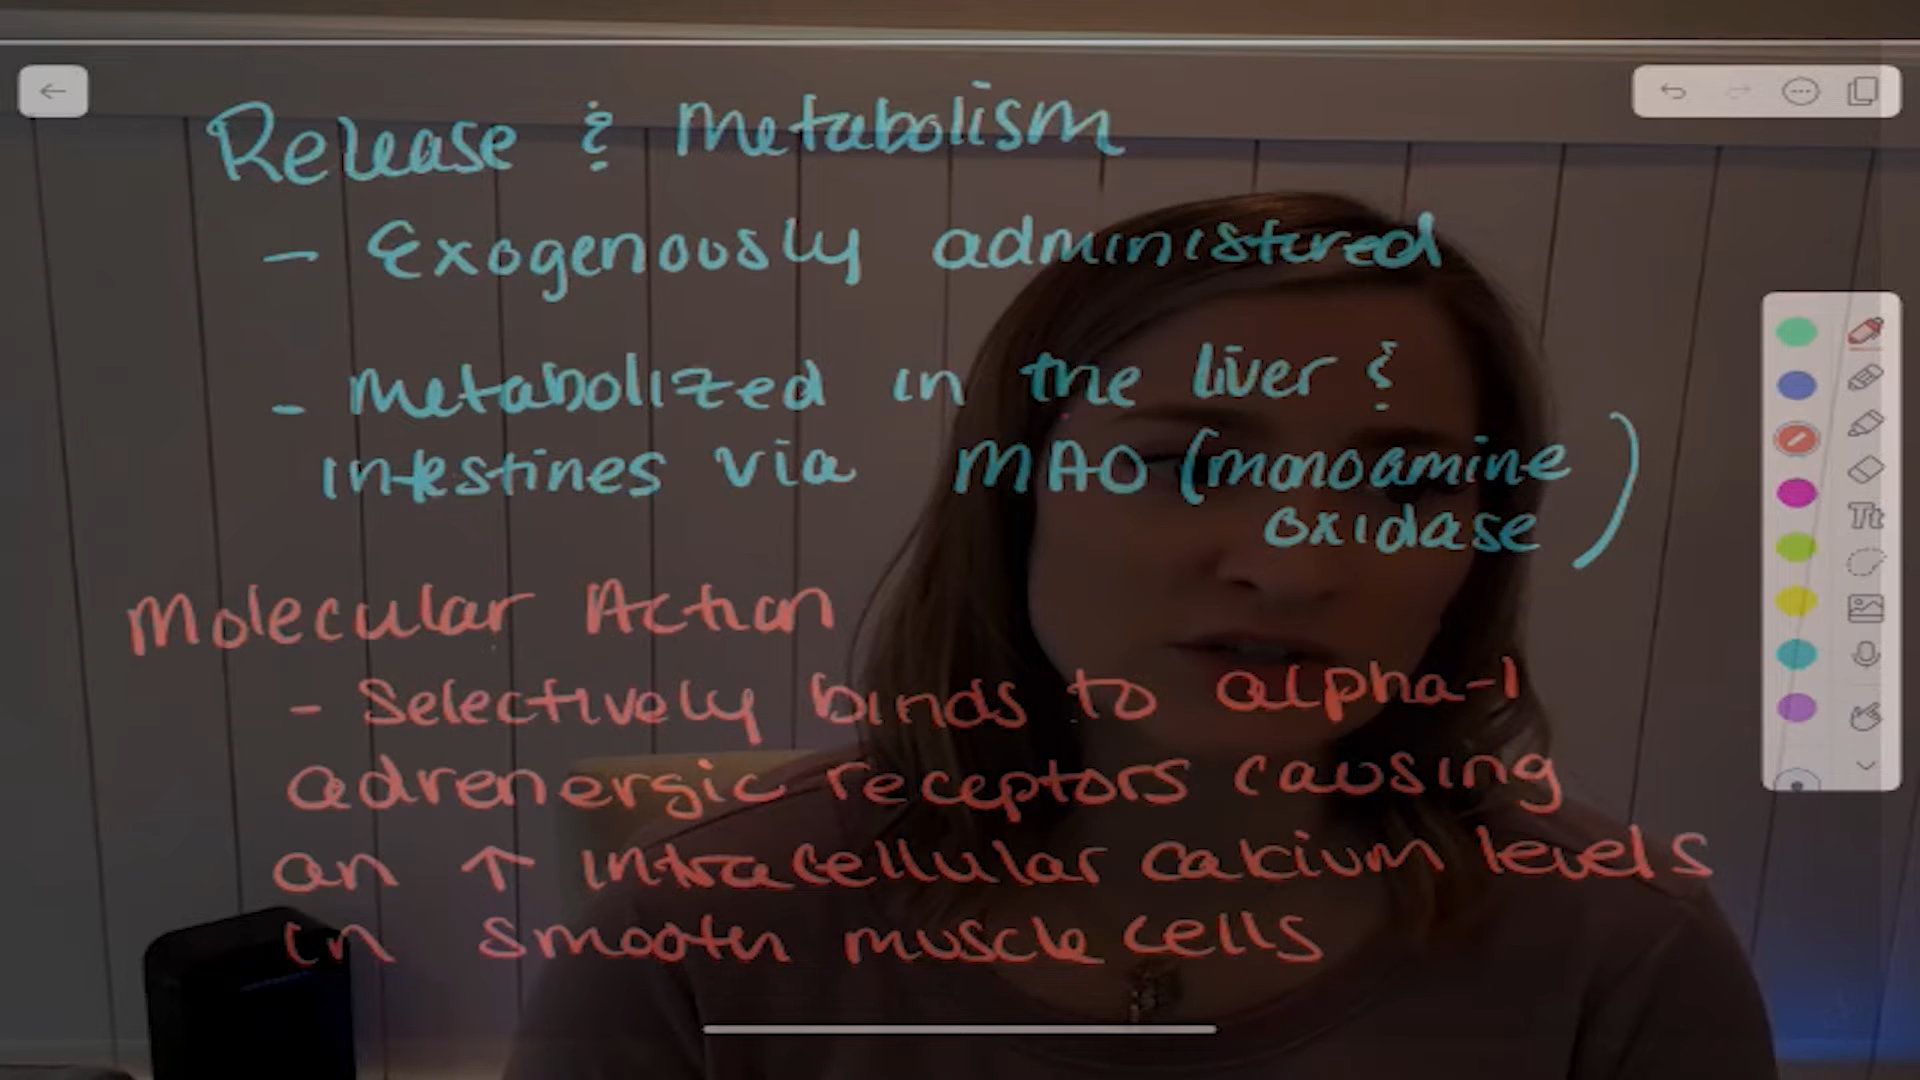 Release & Metabolism
- Exogenously administered
- Metabolized in the liver &
intestines via MAO (monoamine
oxidase)
Molecular Action
- Selectively binds to alpha-1
adrenergic receptors causing
an ↑ intracellular calcium levels
in smooth muscle cells
Tt